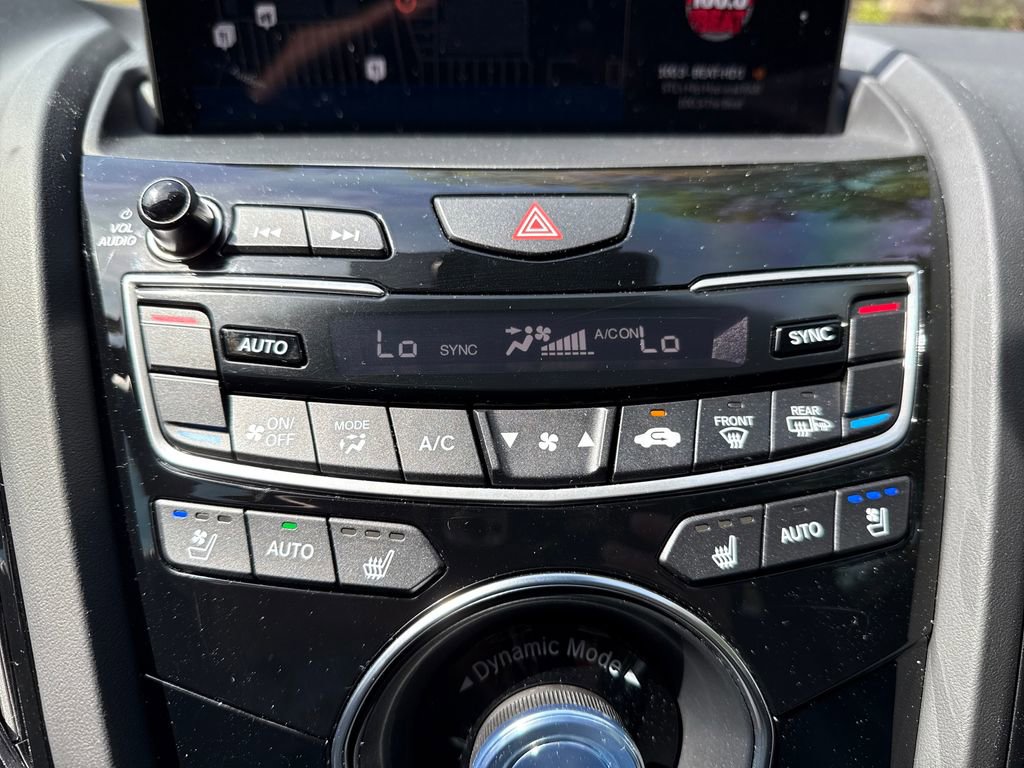 VOL
AUDIO
AUTO
Lo SYNC A/C ON Lo
SYNC
ON/
OFF
MODE
A/C
FRONT
REAR
AUTO
AUTO
Dynamic Mode